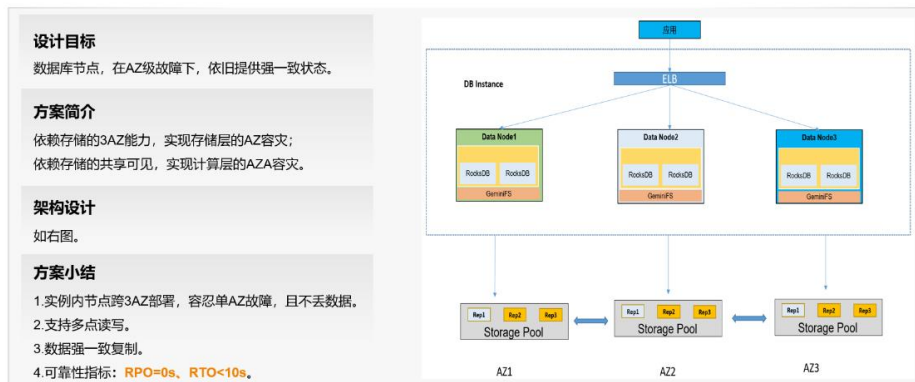 设计目标
数据库节点，在AZ级故障下，依旧提供强一致状态。
方案简介
依赖存储的3AZ能力，实现存储层的AZ容灾；
依赖存储的共享可见，实现计算层的AZA容灾。
架构设计
如右图。
方案小结
1.实例内节点跨3AZ部署，容忍单AZ故障，且不丢数据。
2.支持多点读写。
3.数据强一致复制。
4.可靠性指标：RPO=0s、RTO<10s。
应用
ELB
DB Instance
Data Node1
RocksDB RocksDB
GeminiFS
Data Node2
RocksDB RocksDB
GeminiFS
Data Node3
RocksDB RocksDB
GeminiFS
Rep1 Rep2 Rep3
Storage Pool
Rep1 Rep2 Rep3
Storage Pool
Rep1 Rep2 Rep3
Storage Pool
AZ1
AZ2
AZ3